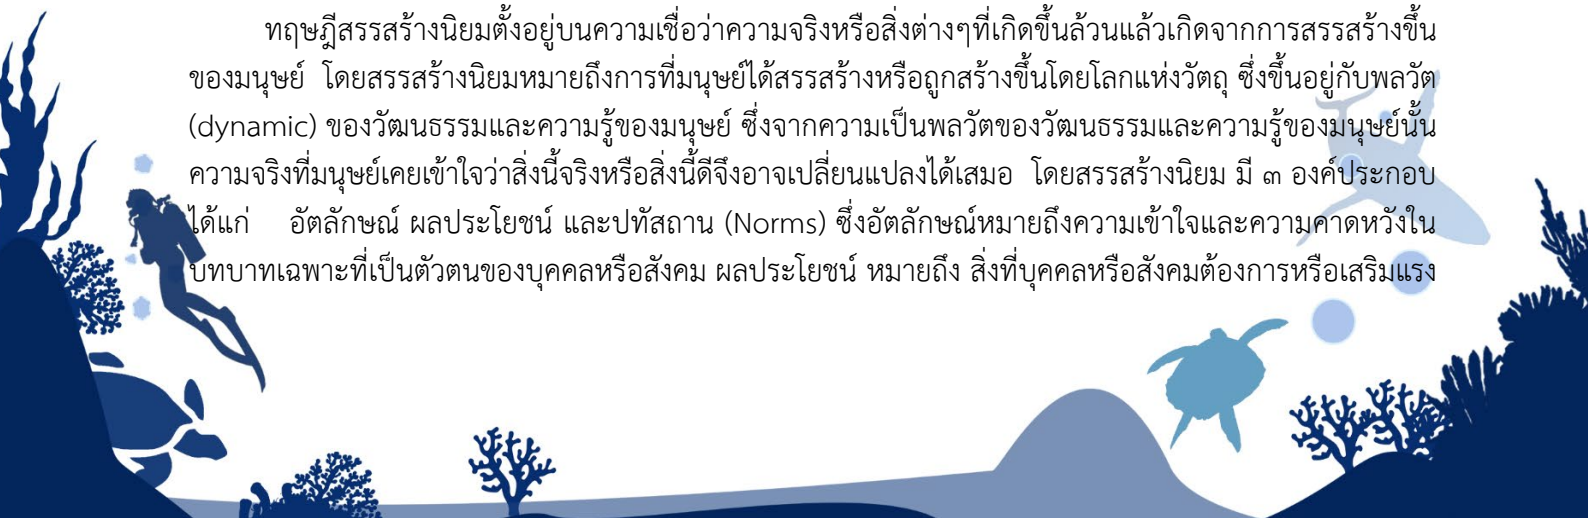 ทฤษฎีสรรสร้างนิยมตั้งอยู่บนความเชื่อว่าความจริงหรือสิ่งต่างๆที่เกิดขึ้นล้วนแล้วเกิดจากการสรรสร้างขึ้น
ของมนุษย์ โดยสรรสร้างนิยมหมายถึงการที่มนุษย์ได้สรรสร้างหรือถูกสร้างขึ้นโดยโลกแห่งวัตถุ ซึ่งขึ้นอยู่กับพลวัต
(dynamic) ของวัฒนธรรมและความรู้ของมนุษย์ ซึ่งจากความเป็นพลวัตของวัฒนธรรมและความรู้ของมนุษย์นั้น
ความจริงที่มนุษย์เคยเข้าใจว่าสิ่งนี้จริงหรือสิ่งนี้ดีจึงอาจเปลี่ยนแปลงได้เสมอ โดยสรรสร้างนิยม มี ๓ องค์ประกอบ
ได้แก่ อัตลักษณ์ ผลประโยชน์ และปทัสถาน (Norms) ซึ่งอัตลักษณ์หมายถึงความเข้าใจและความคาดหวังใน
บทบาทเฉพาะที่เป็นตัวตนของบุคคลหรือสังคม ผลประโยชน์ หมายถึง สิ่งที่บุคคลหรือสังคมต้องการหรือเสริมแรง